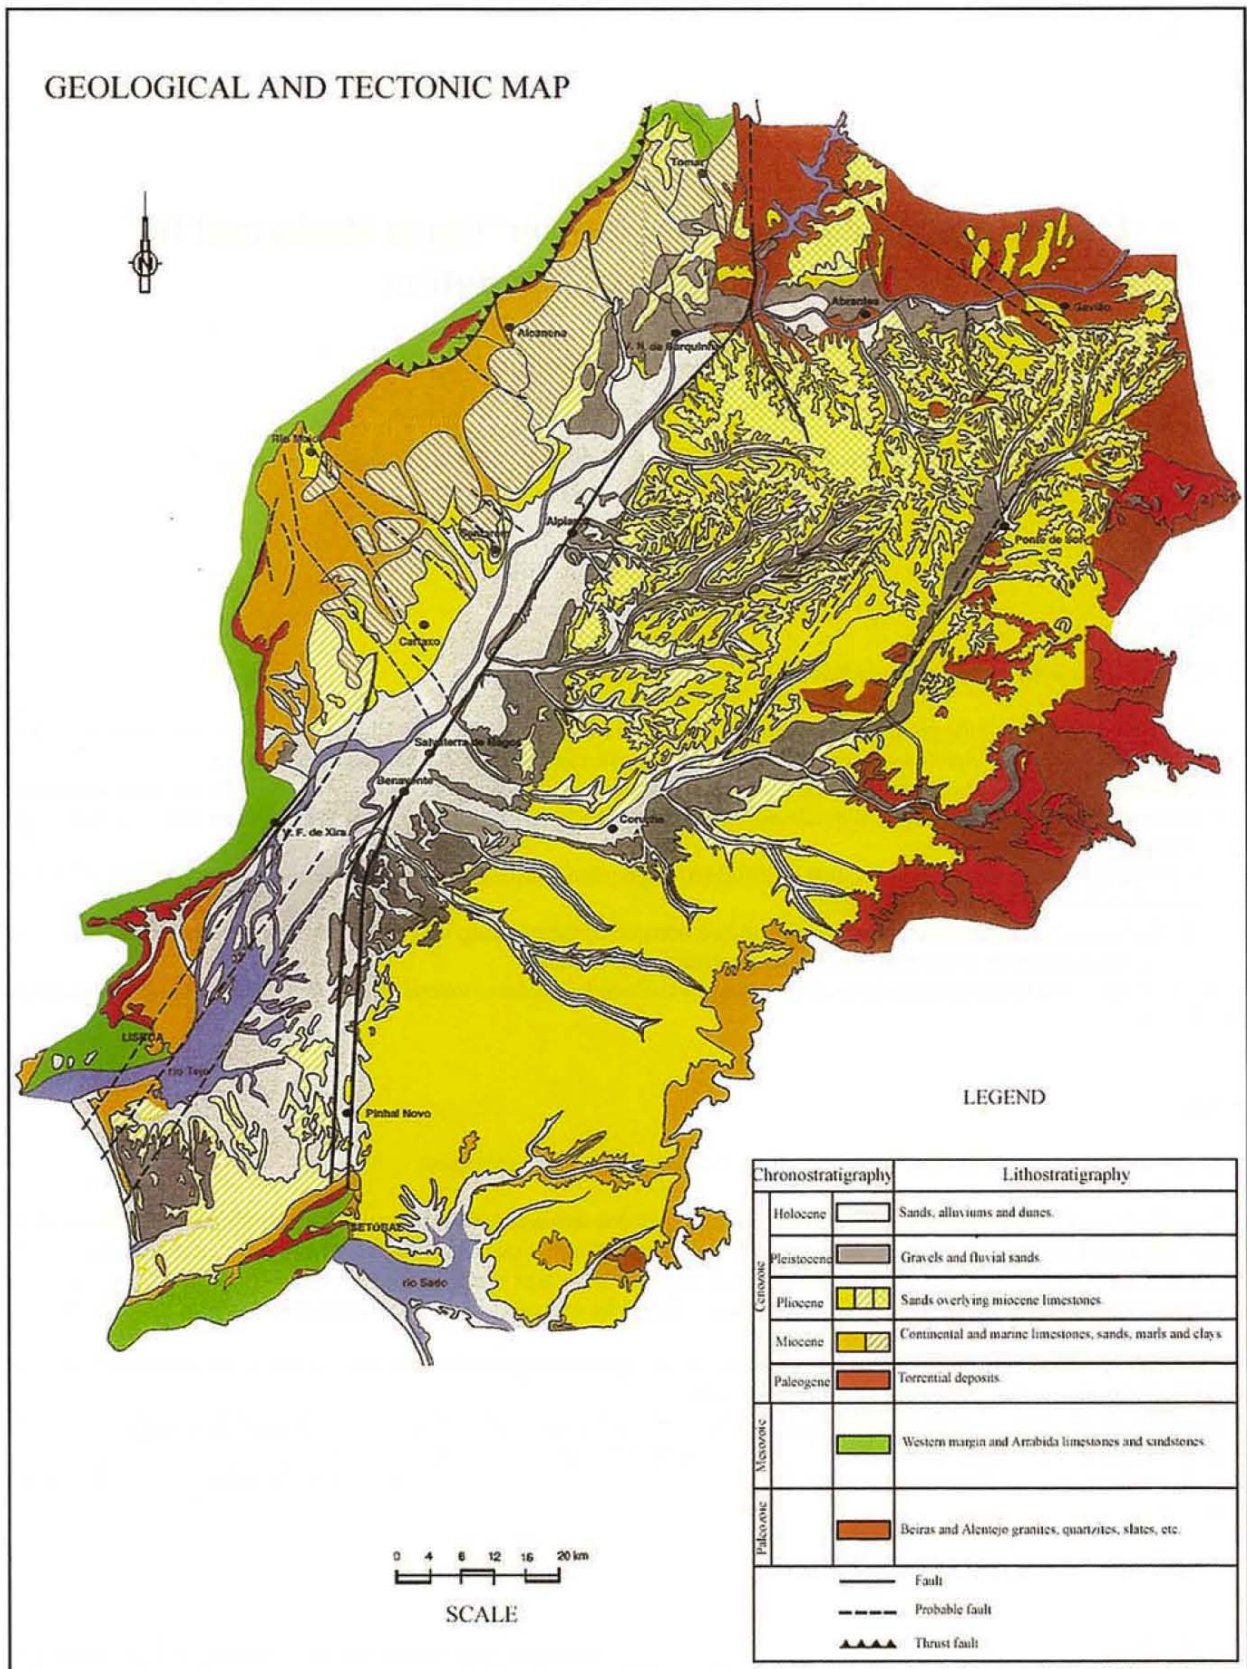 GEOLOGICAL AND TECTONIC MAP
N
Tomar
Abrantes
Gavião
Alcanena
V. N. da Barquinha
Rio Maior
Alpiarça
Ponte de Sor
Cartaxo
Salvaterra de Magos
Benavente
V. F. de Xira
Coruche
LISBOA
rio Tejo
Pinhal Novo
SETÚBAL
rio Sado
LEGEND
Chronostratigraphy Lithostratigraphy
Cenozoic
Holocene Sands, alluviums and dunes.
Pleistocene Gravels and fluvial sands.
Pliocene Sands overlying miocene limestones.
Miocene Continental and marine limestones, sands, marls and clays
Paleogene Torrential deposits.
Mesozoic Western margin and Arrabida limestones and sandstones.
Paleozoic Beiras and Alentejo granites, quartzites, slates, etc.
Fault
Probable fault
Thrust fault
0 4 8 12 16 20 km
SCALE